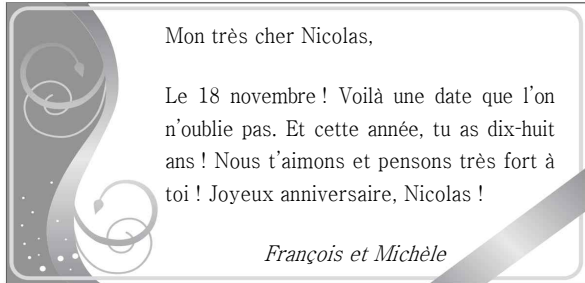 Mon très cher Nicolas,
Le 18 novembre ! Voilà une date que l'on
n'oublie pas. Et cette année, tu as dix-huit
ans ! Nous t'aimons et pensons très fort à
toi ! Joyeux anniversaire, Nicolas !
François et Michèle